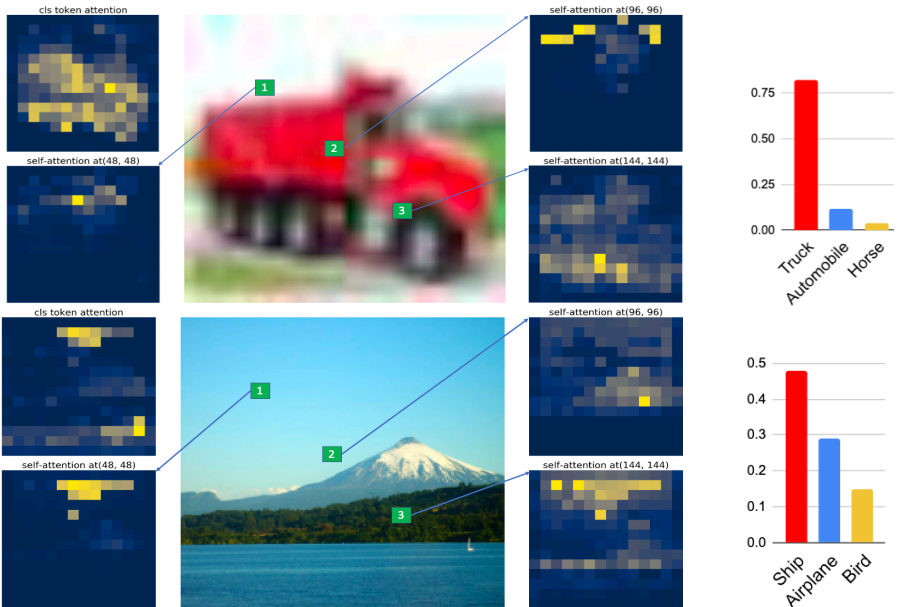 cls token attention
self-attention at(96, 96)
1
2
3
self-attention at(48, 48)
self-attention at(144, 144)
0.75
0.50
0.25
0.00
Truck
Automobile
Horse
cls token attention
self-attention at(96, 96)
1
2
3
self-attention at(48, 48)
self-attention at(144, 144)
0.5
0.4
0.3
0.2
0.1
0.0
Ship
Airplane
Bird